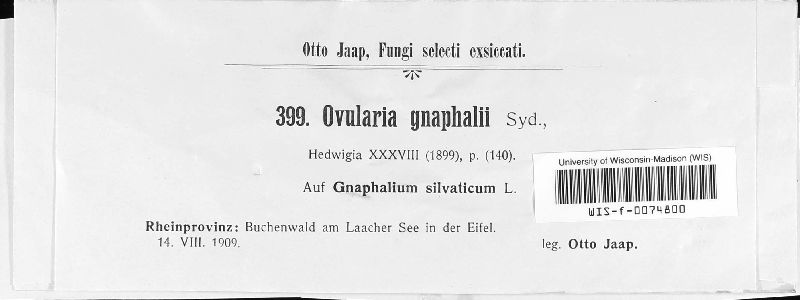 Otto Jaap, Fungi selecti exsiccati.
399. Ovularia gnaphalii Syd.,
Hedwigia XXXVIII (1899), p. (140).
Auf Gnaphalium silvaticum L.
University of Wisconsin-Madison (WIS)
WIS-f-0074800
Rheinprovinz: Buchenwald am Laacher See in der Eifel.
14. VIII. 1909.
leg. Otto Jaap.